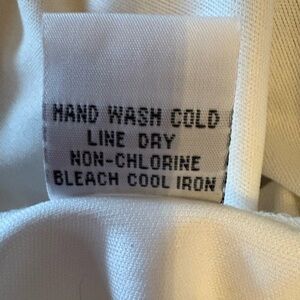 HAND WASH COLD
LINE DRY
NON-CHLORINE
BLEACH COOL IRON